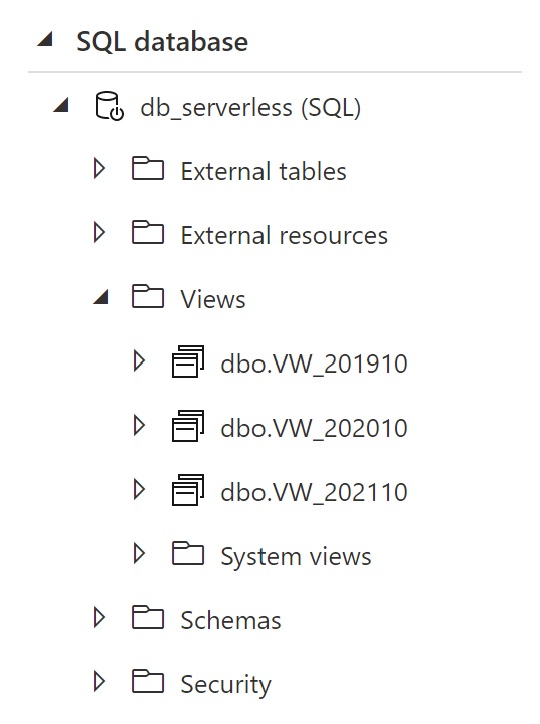 SQL database
db_serverless (SQL)
External tables
External resources
Views
dbo.VW_201910
dbo.VW_202010
dbo.VW_202110
System views
Schemas
Security